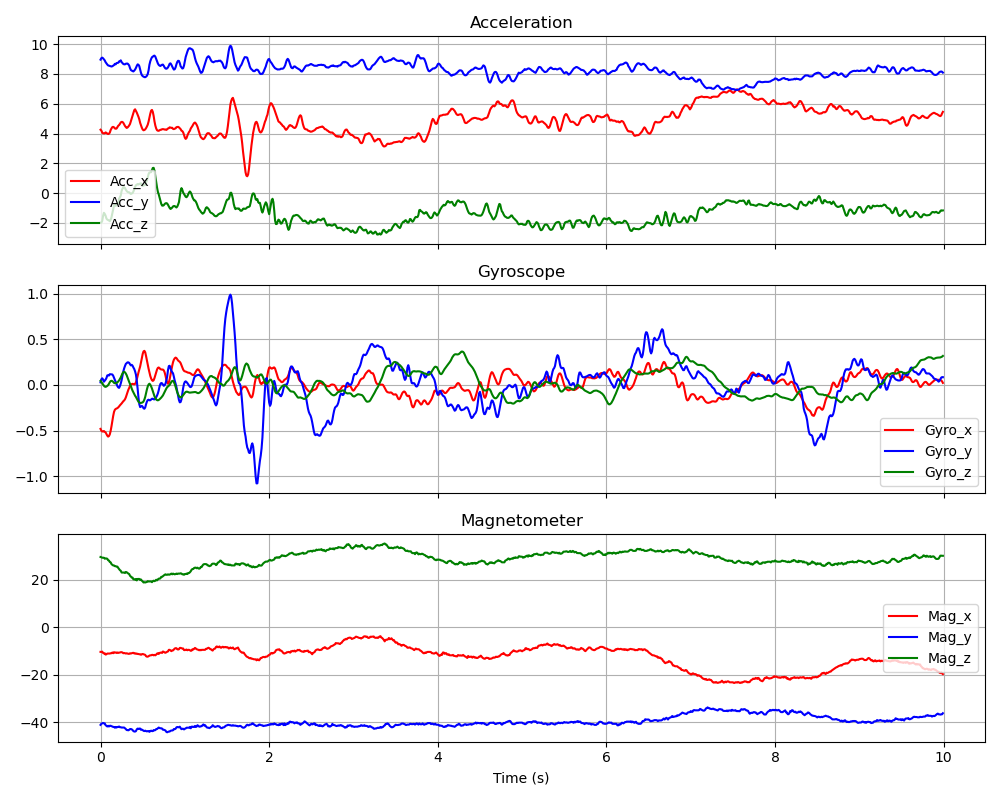 Acceleration
10
8
6
4
2
0
−2
Acc_x
Acc_y
Acc_z
Gyroscope
1.0
0.5
0.0
−0.5
−1.0
Gyro_x
Gyro_y
Gyro_z
Magnetometer
20
0
−20
−40
Mag_x
Mag_y
Mag_z
0 2 4 6 8 10
Time (s)